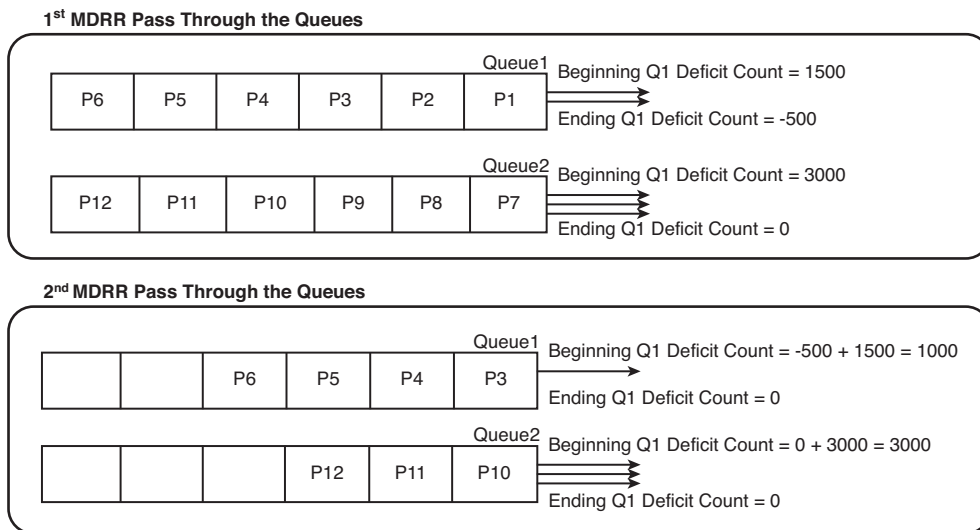 1st MDRR Pass Through the Queues
Queue1
P6 P5 P4 P3 P2 P1
Beginning Q1 Deficit Count = 1500
Ending Q1 Deficit Count = -500
Queue2
P12 P11 P10 P9 P8 P7
Beginning Q1 Deficit Count = 3000
Ending Q1 Deficit Count = 0
2nd MDRR Pass Through the Queues
Queue1
P6 P5 P4 P3
Beginning Q1 Deficit Count = -500 + 1500 = 1000
Ending Q1 Deficit Count = 0
Queue2
P12 P11 P10
Beginning Q1 Deficit Count = 0 + 3000 = 3000
Ending Q1 Deficit Count = 0